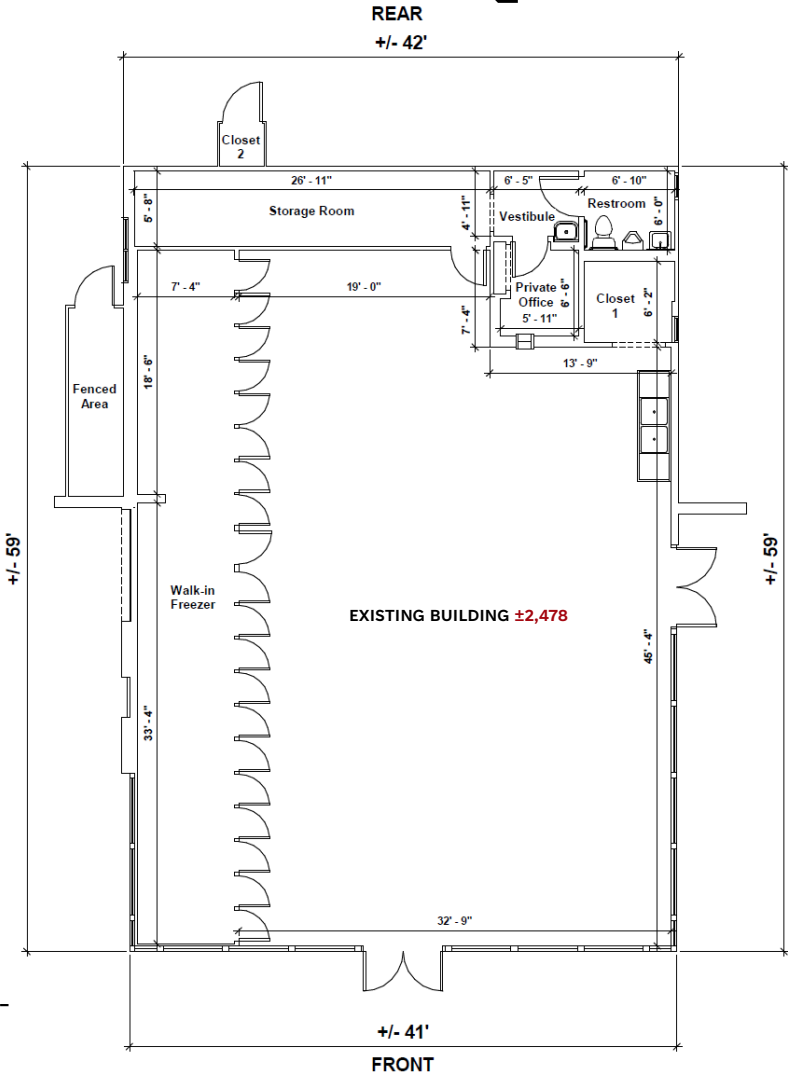 REAR
+/- 42'
Closet
2
26' - 11"
6' - 5"
6' - 10"
5' - 8"
Storage Room
4' - 11"
Vestibule
Restroom
6' - 0"
7' - 4"
19' - 0"
7' - 4"
Private
Office
6' - 6"
5' - 11"
Closet
1
6' - 2"
13' - 9"
18' - 6"
Fenced
Area
+/- 59'
+/- 59'
Walk-in
Freezer
EXISTING BUILDING ±2,478
45' - 4"
33' - 4"
32' - 9"
+/- 41'
FRONT